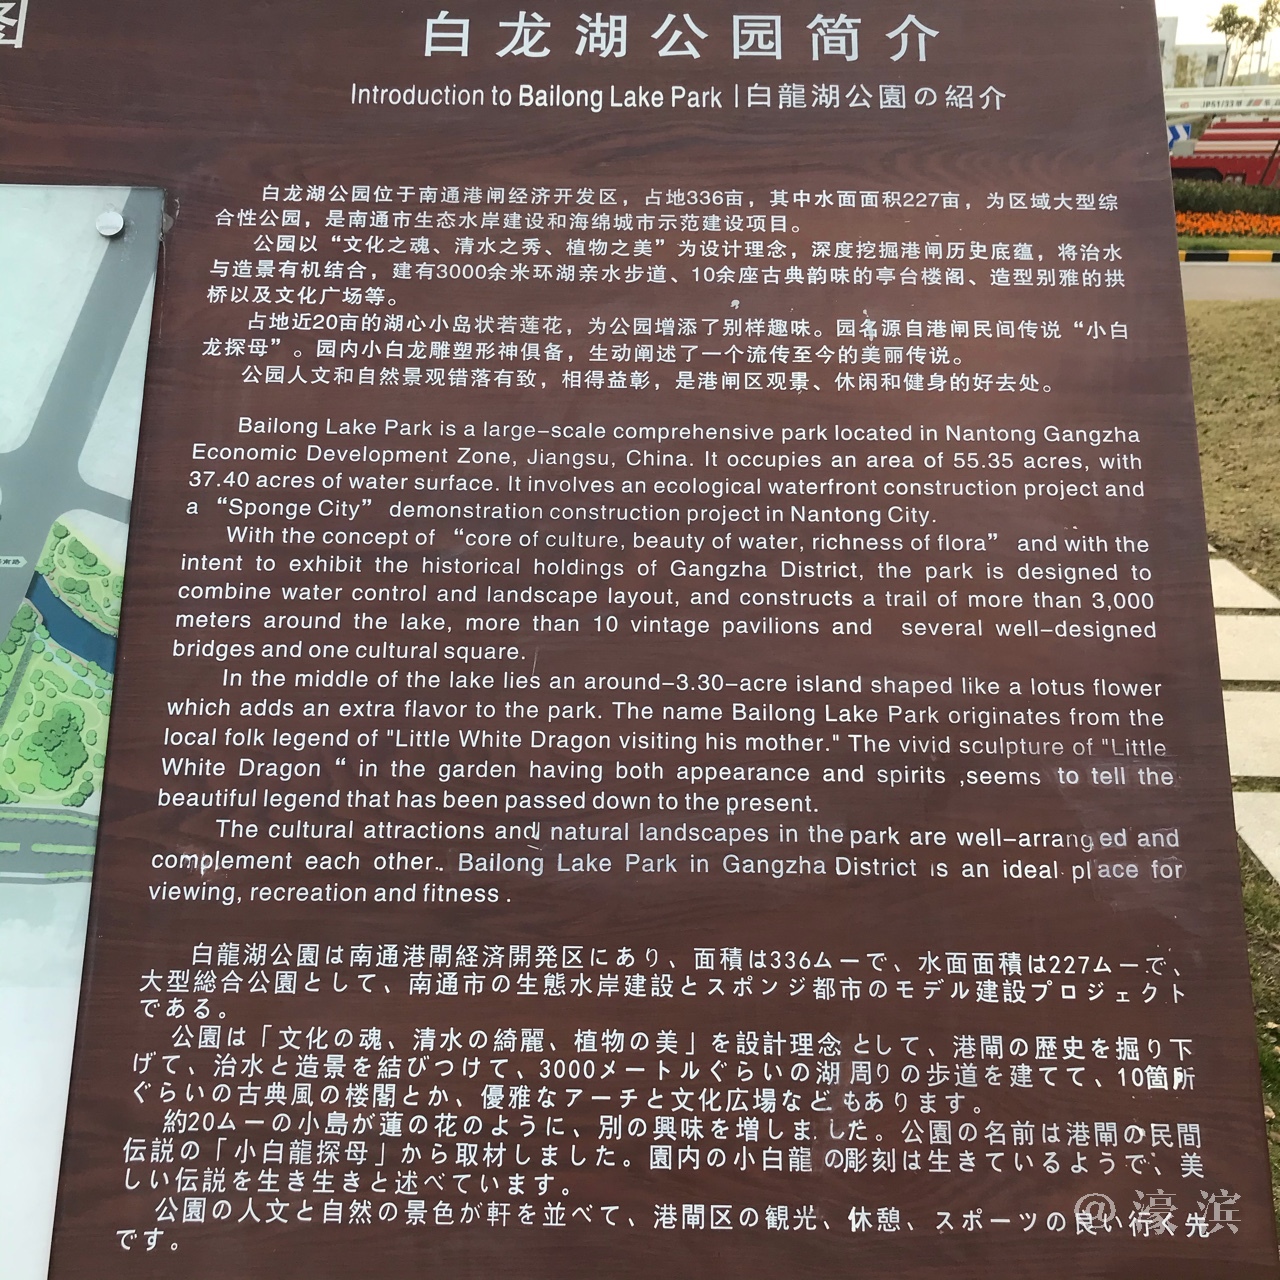 图
白龙湖公园简介
Introduction to Bailong Lake Park | 白龍湖公園の紹介
白龙湖公园位于南通港闸经济开发区，占地336亩，其中水面面积227亩，为区域大型综
合性公园，是南通市生态水岸建设和海绵城市示范建设项目。
公园以“文化之魂、清水之秀、植物之美”为设计理念，深度挖掘港闸历史底蕴，将治水
与造景有机结合，建有3000余米环湖亲水步道、10余座古典韵味的亭台楼阁、造型别雅的拱
桥以及文化广场等。
占地近20亩的湖心小岛状若莲花，为公园增添了别样趣味。园名源自港闸民间传说“小白
龙探母”。园内小白龙雕塑形神俱备，生动阐述了一个流传至今的美丽传说。
公园人文和自然景观错落有致，相得益彰，是港闸区观景、休闲和健身的好去处。
Bailong Lake Park is a large-scale comprehensive park located in Nantong Gangzha
Economic Development Zone, Jiangsu, China. It occupies an area of 55.35 acres, with
37.40 acres of water surface. It involves an ecological waterfront construction project and
a “Sponge City” demonstration construction project in Nantong City.
With the concept of “core of culture, beauty of water, richness of flora” and with the
intent to exhibit the historical holdings of Gangzha District, the park is designed to
combine water control and landscape layout, and constructs a trail of more than 3,000
meters around the lake, more than 10 vintage pavilions and several well-designed
bridges and one cultural square.
In the middle of the lake lies an around-3.30-acre island shaped like a lotus flower
which adds an extra flavor to the park. The name Bailong Lake Park originates from the
local folk legend of "Little White Dragon visiting his mother." The vivid sculpture of "Little
White Dragon “ in the garden having both appearance and spirits ,seems to tell the
beautiful legend that has been passed down to the present.
The cultural attractions and natural landscapes in the park are well-arranged and
complement each other.. Bailong Lake Park in Gangzha District is an ideal place for
viewing, recreation and fitness .
白龍湖公園は南通港閘経済開発区にあり、面積は336ムーで、水面面積は227ムーで、
大型総合公園として、南通市の生態水岸建設とスポンジ都市のモデル建設プロジェクト
である。
公園は「文化の魂、清水の綺麗、植物の美」を設計理念として、港閘の歴史を掘り下
げて、治水と造景を結びつけて、3000メートルぐらいの湖周りの歩道を建てて、10箇所
ぐらいの古典風の楼閣とか、優雅なアーチと文化広場などもあります。
約20ムーの小島が蓮の花のように、別の興味を増しました。公園の名前は港閘の民間
伝説の「小白龍探母」から取材しました。園内の小白龍の彫刻は生きているようで、美
しい伝説を生き生きと述べています。
公園の人文と自然の景色が軒を並べて、港閘区の観光、休憩、スポーツの良い行く先
です。
@濠滨